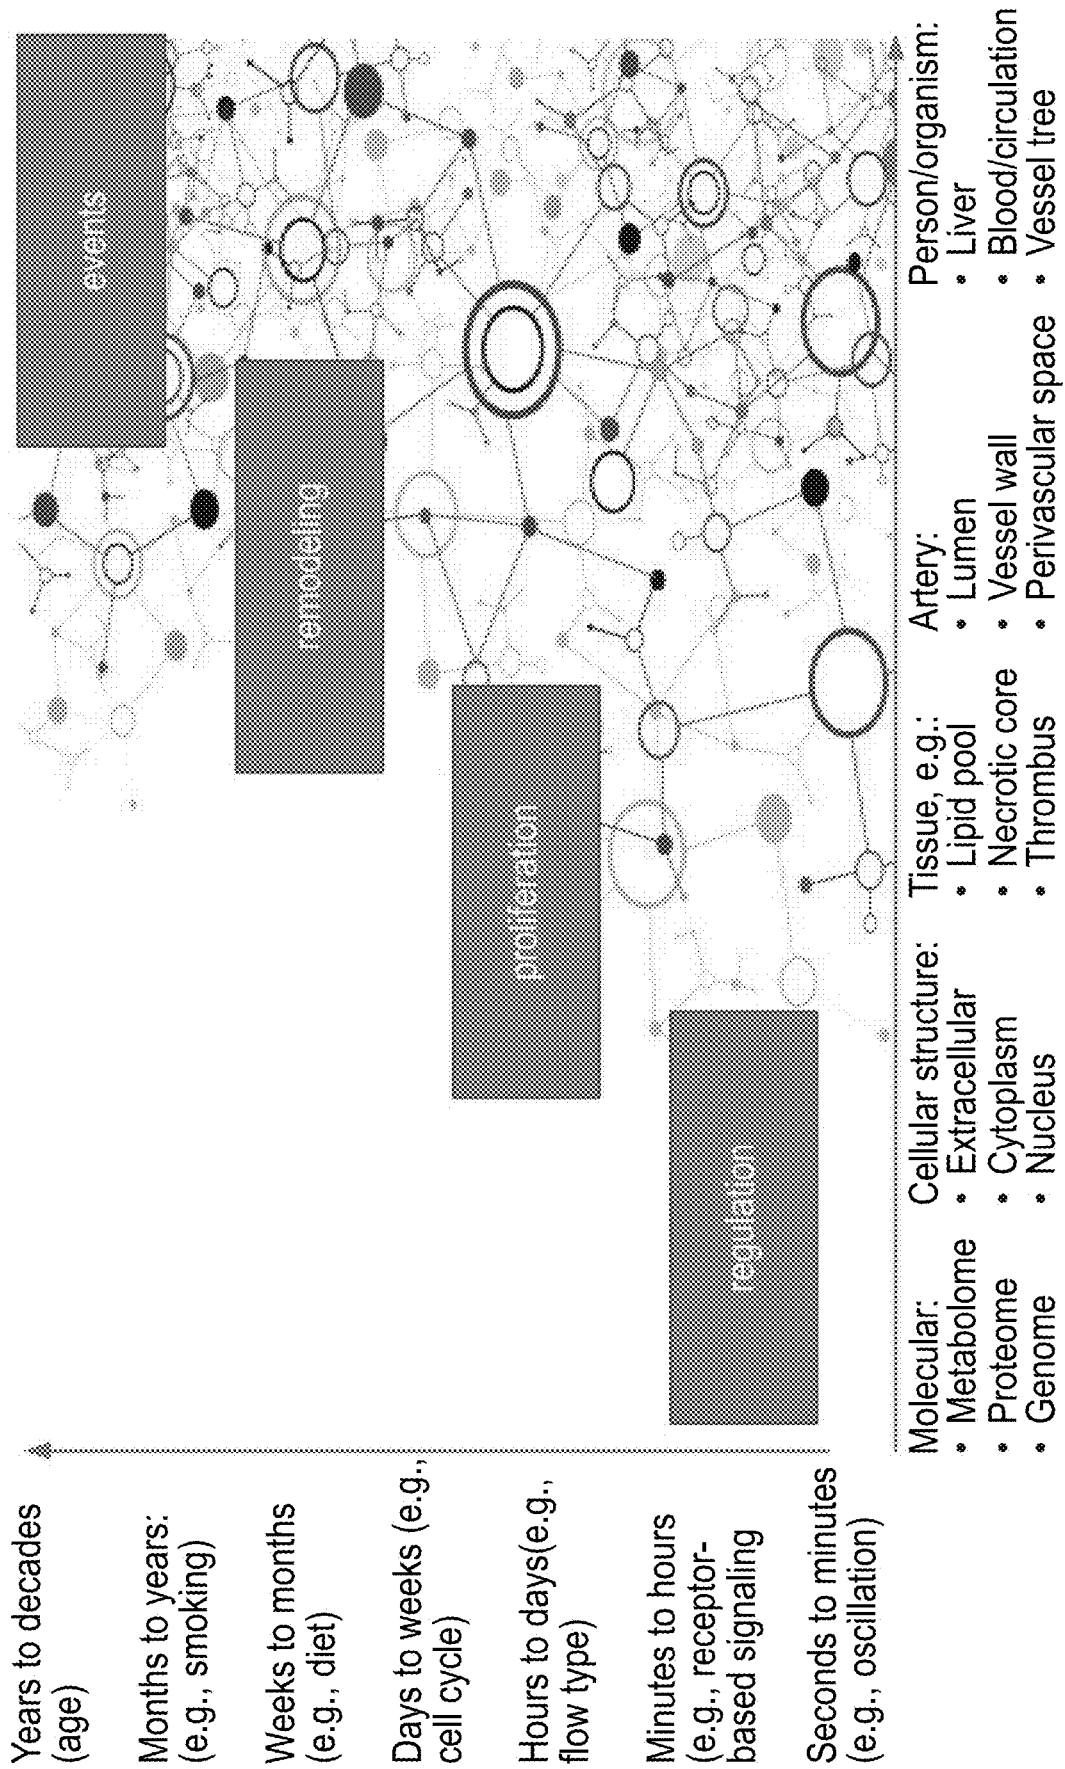 Years to decades
(age)
Months to years:
(e.g., smoking)
Weeks to months
(e.g., diet)
Days to weeks (e.g.,
cell cycle)
Hours to days(e.g.,
flow type)
Minutes to hours
(e.g., receptor-
based signaling
Seconds to minutes
(e.g., oscillation)
events
remodeling
proliferation
regulation
Molecular:
• Metabolome
• Proteome
• Genome
Cellular structure:
• Extracellular
• Cytoplasm
• Nucleus
Tissue, e.g.:
• Lipid pool
• Necrotic core
• Thrombus
Artery:
• Lumen
• Vessel wall
• Perivascular space
Person/organism:
• Liver
• Blood/circulation
• Vessel tree